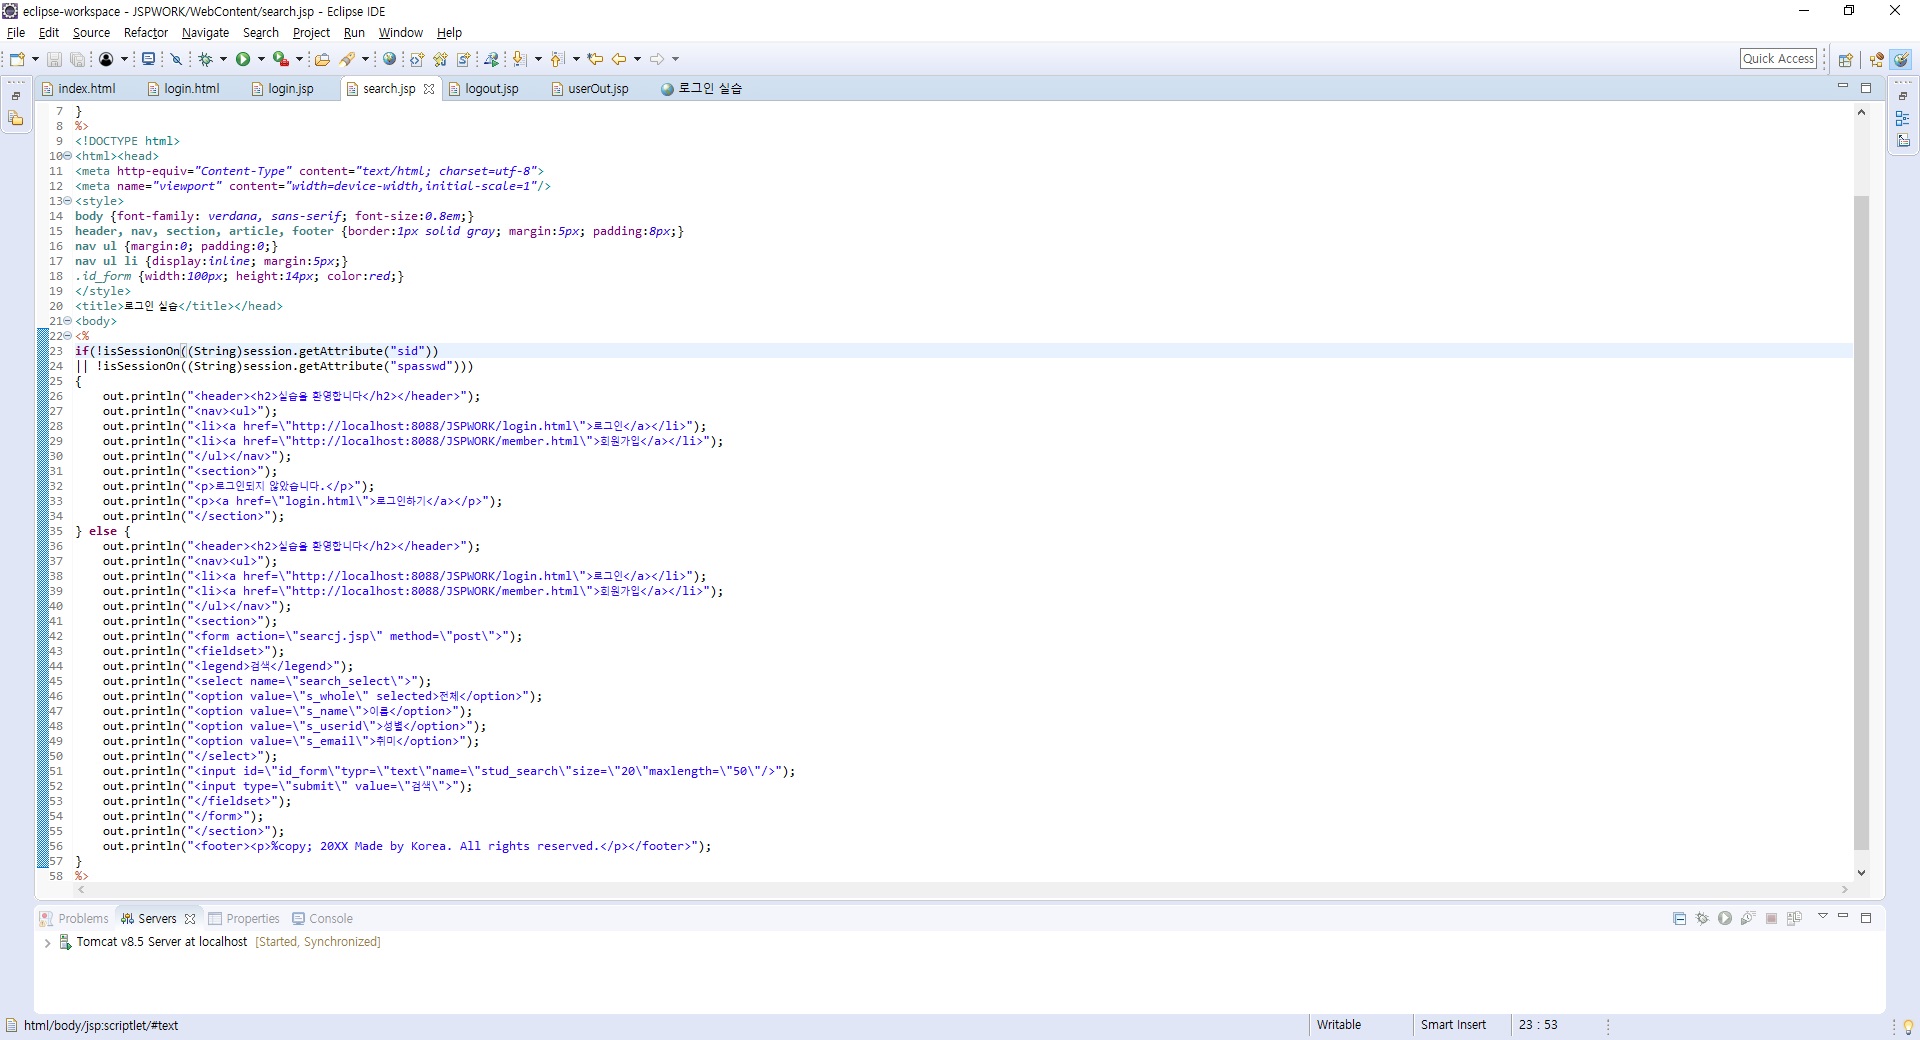 eclipse-workspace - JSPWORK/WebContent/search.jsp - Eclipse IDE
File Edit Source Refactor Navigate Search Project Run Window Help
Quick Access
index.html login.html login.jsp search.jsp logout.jsp userOut.jsp 로그인 실습
7 }
8 %>
9 <!DOCTYPE html>
10 <html><head>
11 <meta http-equiv="Content-Type" content="text/html; charset=utf-8">
12 <meta name="viewport" content="width=device-width,initial-scale=1"/>
13 <style>
14 body {font-family: verdana, sans-serif; font-size:0.8em;}
15 header, nav, section, article, footer {border:1px solid gray; margin:5px; padding:8px;}
16 nav ul {margin:0; padding:0;}
17 nav ul li {display:inline; margin:5px;}
18 .id_form {width:100px; height:14px; color:red;}
19 </style>
20 <title>로그인 실습</title></head>
21 <body>
22 <%
23 if(!isSessionOn((String)session.getAttribute("sid"))
24 || !isSessionOn((String)session.getAttribute("spasswd")))
25 {
26 out.println("<header><h2>실습을 환영합니다</h2></header>");
27 out.println("<nav><ul>");
28 out.println("<li><a href=\"http://localhost:8088/JSPWORK/login.html\">로그인</a></li>");
29 out.println("<li><a href=\"http://localhost:8088/JSPWORK/member.html\">회원가입</a></li>");
30 out.println("</ul></nav>");
31 out.println("<section>");
32 out.println("<p>로그인되지 않았습니다.</p>");
33 out.println("<p><a href=\"login.html\">로그인하기</a></p>");
34 out.println("</section>");
35 } else {
36 out.println("<header><h2>실습을 환영합니다</h2></header>");
37 out.println("<nav><ul>");
38 out.println("<li><a href=\"http://localhost:8088/JSPWORK/login.html\">로그인</a></li>");
39 out.println("<li><a href=\"http://localhost:8088/JSPWORK/member.html\">회원가입</a></li>");
40 out.println("</ul></nav>");
41 out.println("<section>");
42 out.println("<form action=\"searcj.jsp\" method=\"post\">");
43 out.println("<fieldset>");
44 out.println("<legend>검색</legend>");
45 out.println("<select name=\"search_select\">");
46 out.println("<option value=\"s_whole\" selected>전체</option>");
47 out.println("<option value=\"s_name\">이름</option>");
48 out.println("<option value=\"s_userid\">성별</option>");
49 out.println("<option value=\"s_email\">취미</option>");
50 out.println("</select>");
51 out.println("<input id=\"id_form\"typr=\"text\"name=\"stud_search\"size=\"20\"maxlength=\"50\"/>");
52 out.println("<input type=\"submit\" value=\"검색\">");
53 out.println("</fieldset>");
54 out.println("</form>");
55 out.println("</section>");
56 out.println("<footer><p>%copy; 20XX Made by Korea. All rights reserved.</p></footer>");
57 }
58 %>
Problems Servers Properties Console
Tomcat v8.5 Server at localhost [Started, Synchronized]
html/body/jsp:scriptlet/#text Writable Smart Insert 23 : 53